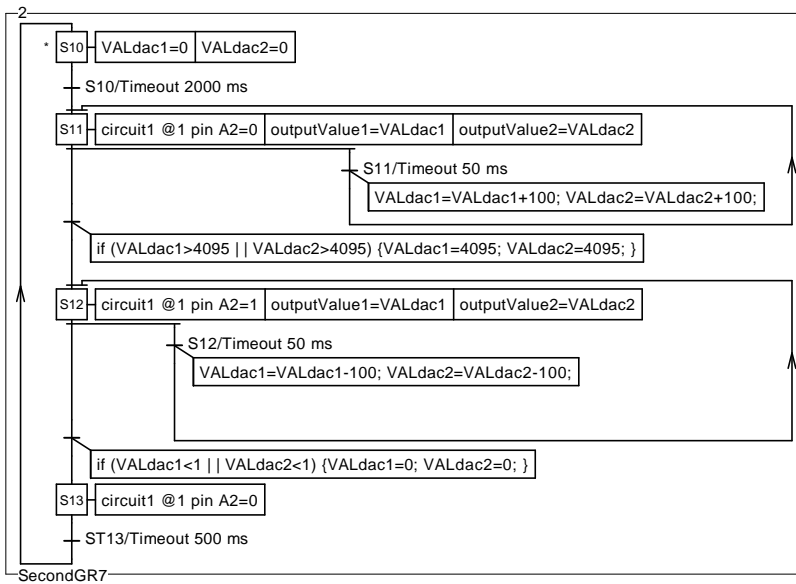 2
* S10 VALdac1=0 VALdac2=0
S10/Timeout 2000 ms
S11 circuit1 @1 pin A2=0 outputValue1=VALdac1 outputValue2=VALdac2
S11/Timeout 50 ms
VALdac1=VALdac1+100; VALdac2=VALdac2+100;
if (VALdac1>4095 || VALdac2>4095) {VALdac1=4095; VALdac2=4095; }
S12 circuit1 @1 pin A2=1 outputValue1=VALdac1 outputValue2=VALdac2
S12/Timeout 50 ms
VALdac1=VALdac1-100; VALdac2=VALdac2-100;
if (VALdac1<1 || VALdac2<1) {VALdac1=0; VALdac2=0; }
S13 circuit1 @1 pin A2=0
ST13/Timeout 500 ms
SecondGR7